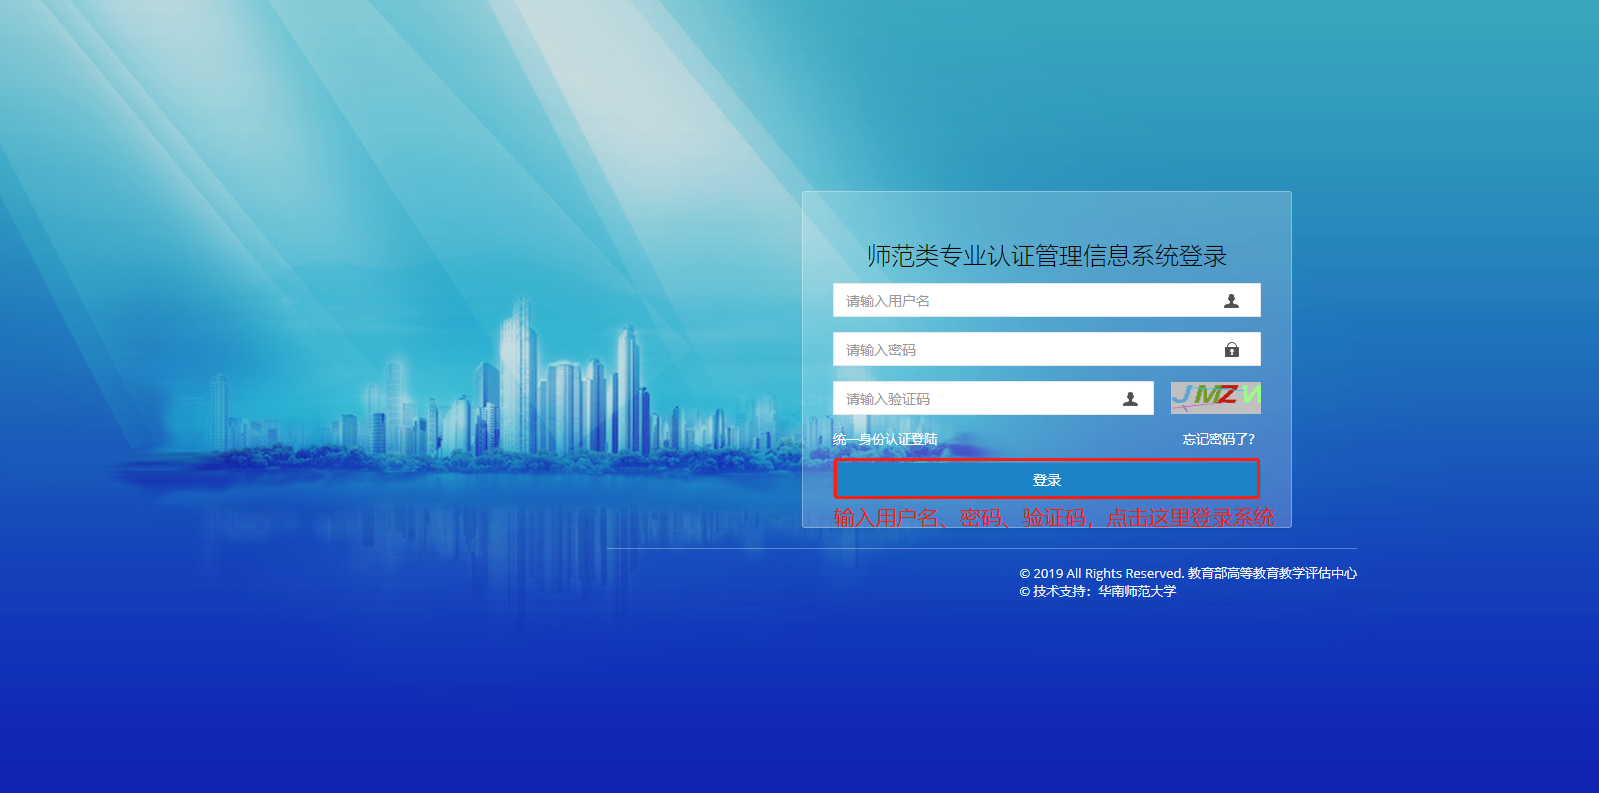 师范类专业认证管理信息系统登录
请输入用户名
请输入密码
请输入验证码
JMZW
统一身份认证登陆 忘记密码了？
登录
输入用户名、密码、验证码，点击这里登录系统
© 2019 All Rights Reserved. 教育部高等教育教学评估中心
© 技术支持：华南师范大学